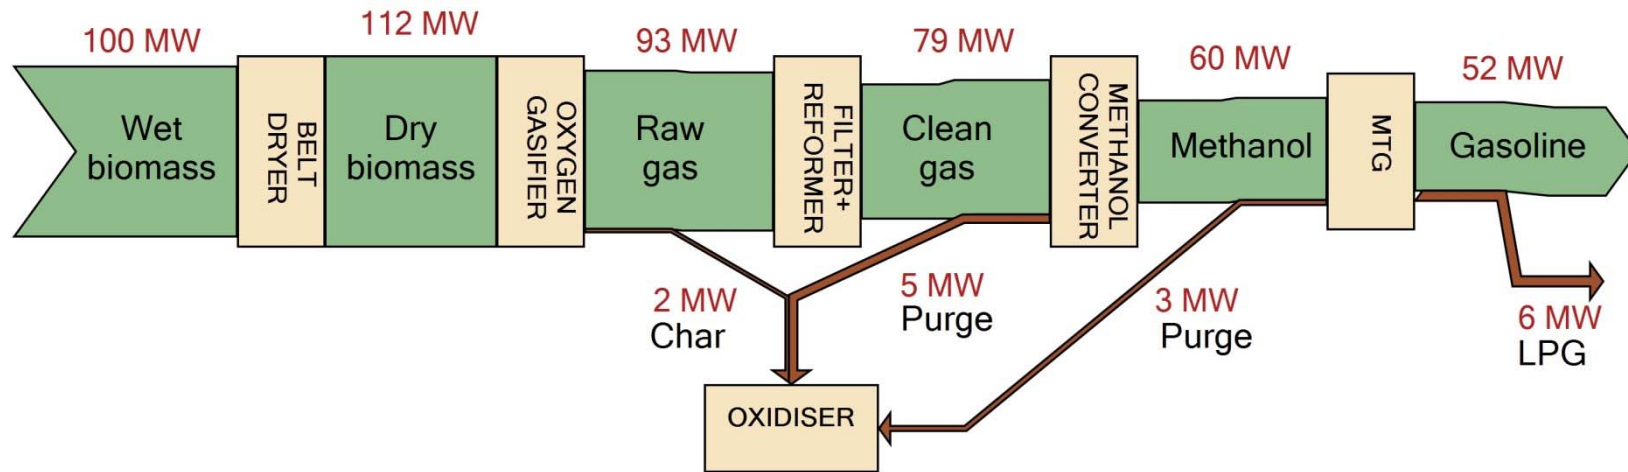 100 MW
112 MW
93 MW
79 MW
60 MW
52 MW
Wet
biomass
BELT
DRYER
Dry
biomass
OXYGEN
GASIFIER
Raw
gas
FILTER+
REFORMER
Clean
gas
METHANOL
CONVERTER
Methanol
MTG
Gasoline
2 MW
Char
5 MW
Purge
3 MW
Purge
6 MW
LPG
OXIDISER